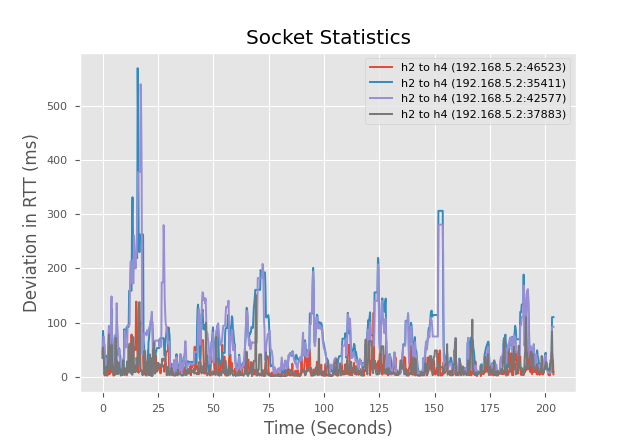 Socket Statistics
h2 to h4 (192.168.5.2:46523)
h2 to h4 (192.168.5.2:35411)
h2 to h4 (192.168.5.2:42577)
h2 to h4 (192.168.5.2:37883)
Deviation in RTT (ms)
500
400
300
200
100
0
0 25 50 75 100 125 150 175 200
Time (Seconds)